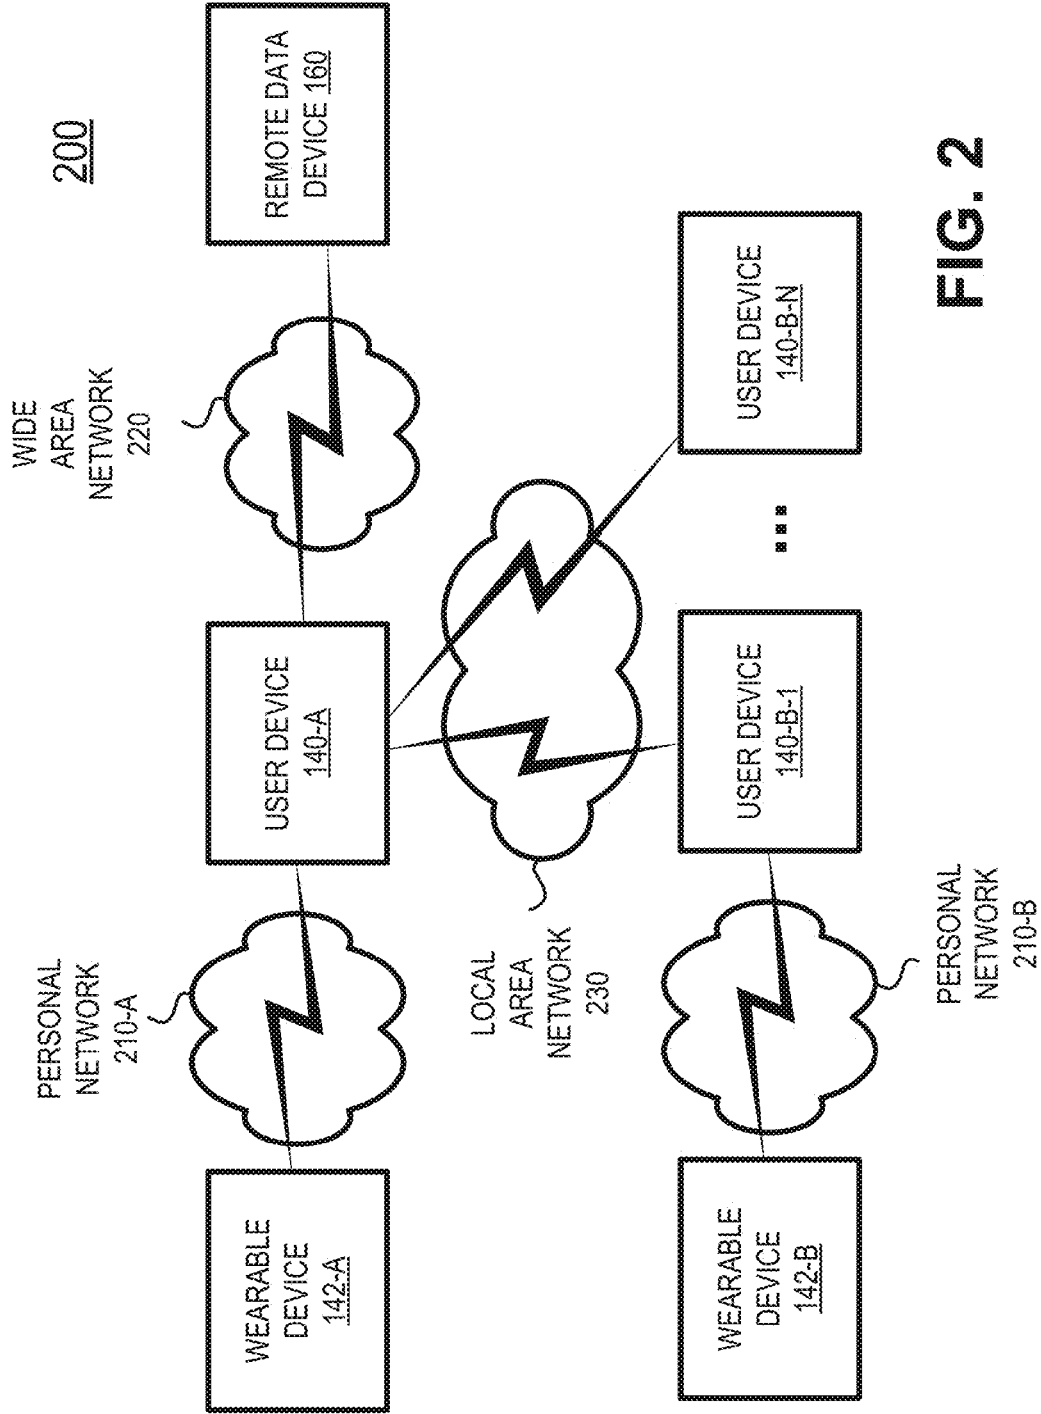 200
WIDE
AREA
NETWORK
220
PERSONAL
NETWORK
210-A
WEARABLE
DEVICE
142-A
USER DEVICE
140-A
REMOTE DATA
DEVICE 160
LOCAL
AREA
NETWORK
230
WEARABLE
DEVICE
142-B
USER DEVICE
140-B-1
...
USER DEVICE
140-B-N
PERSONAL
NETWORK
210-B
FIG. 2